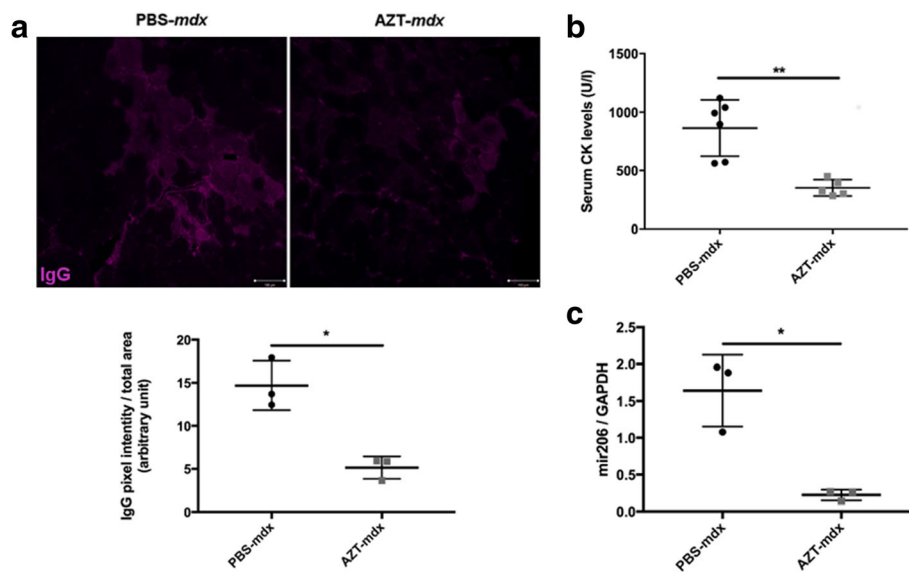 a
PBS-mdx
AZT-mdx
IgG
IgG pixel intentity / total area
(arbitrary unit)
20
15
10
5
0
*
PBS-mdx
AZT-mdx
b
Serum CK levels (U/l)
1500
1000
500
0
**
PBS-mdx
AZT-mdx
c
mir206 / GAPDH
2.5
2.0
1.5
1.0
0.5
0.0
*
PBS-mdx
AZT-mdx